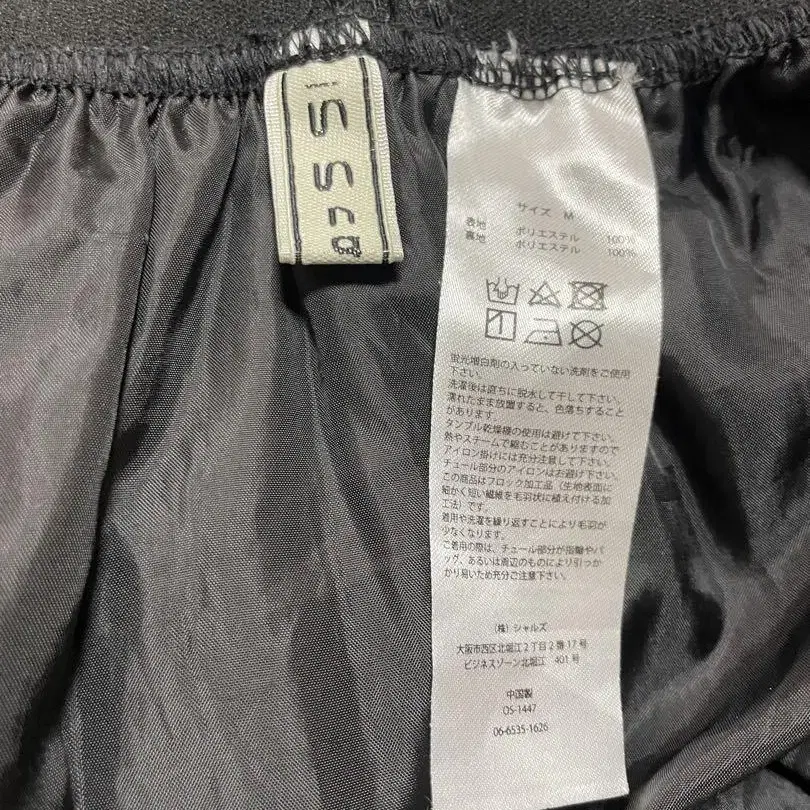 サイズ M
表地 ポリエステル 100%
裏地 ポリエステル 100%
蛍光増白剤の入っていない洗剤をご使用
下さい。
洗濯後は直ちに脱水して干して下さい。
濡れたまま放置すると、色落ちすること
があります。
タンブル乾燥機の使用は避けて下さい。
熱やスチームで縮むことがありますので
アイロン掛けには充分注意して下さい。
チュール部分のアイロンはお避け下さい。
この商品はフロック加工品（生地表面に
細かく短い繊維を毛羽状に植え付ける加
工法）です。
着用や洗濯を繰り返すことにより毛羽が
少なくなります。
ご着用の際は、チュール部分が指輪やバ
ッグ、あるいは周辺のものにより引っか
かり易いため充分ご注意下さい。
（株）シャルズ
大阪市西区北堀江2丁目2番17号
ビジネスゾーン北堀江 401号
中国製
OS-1447
06-6535-1626